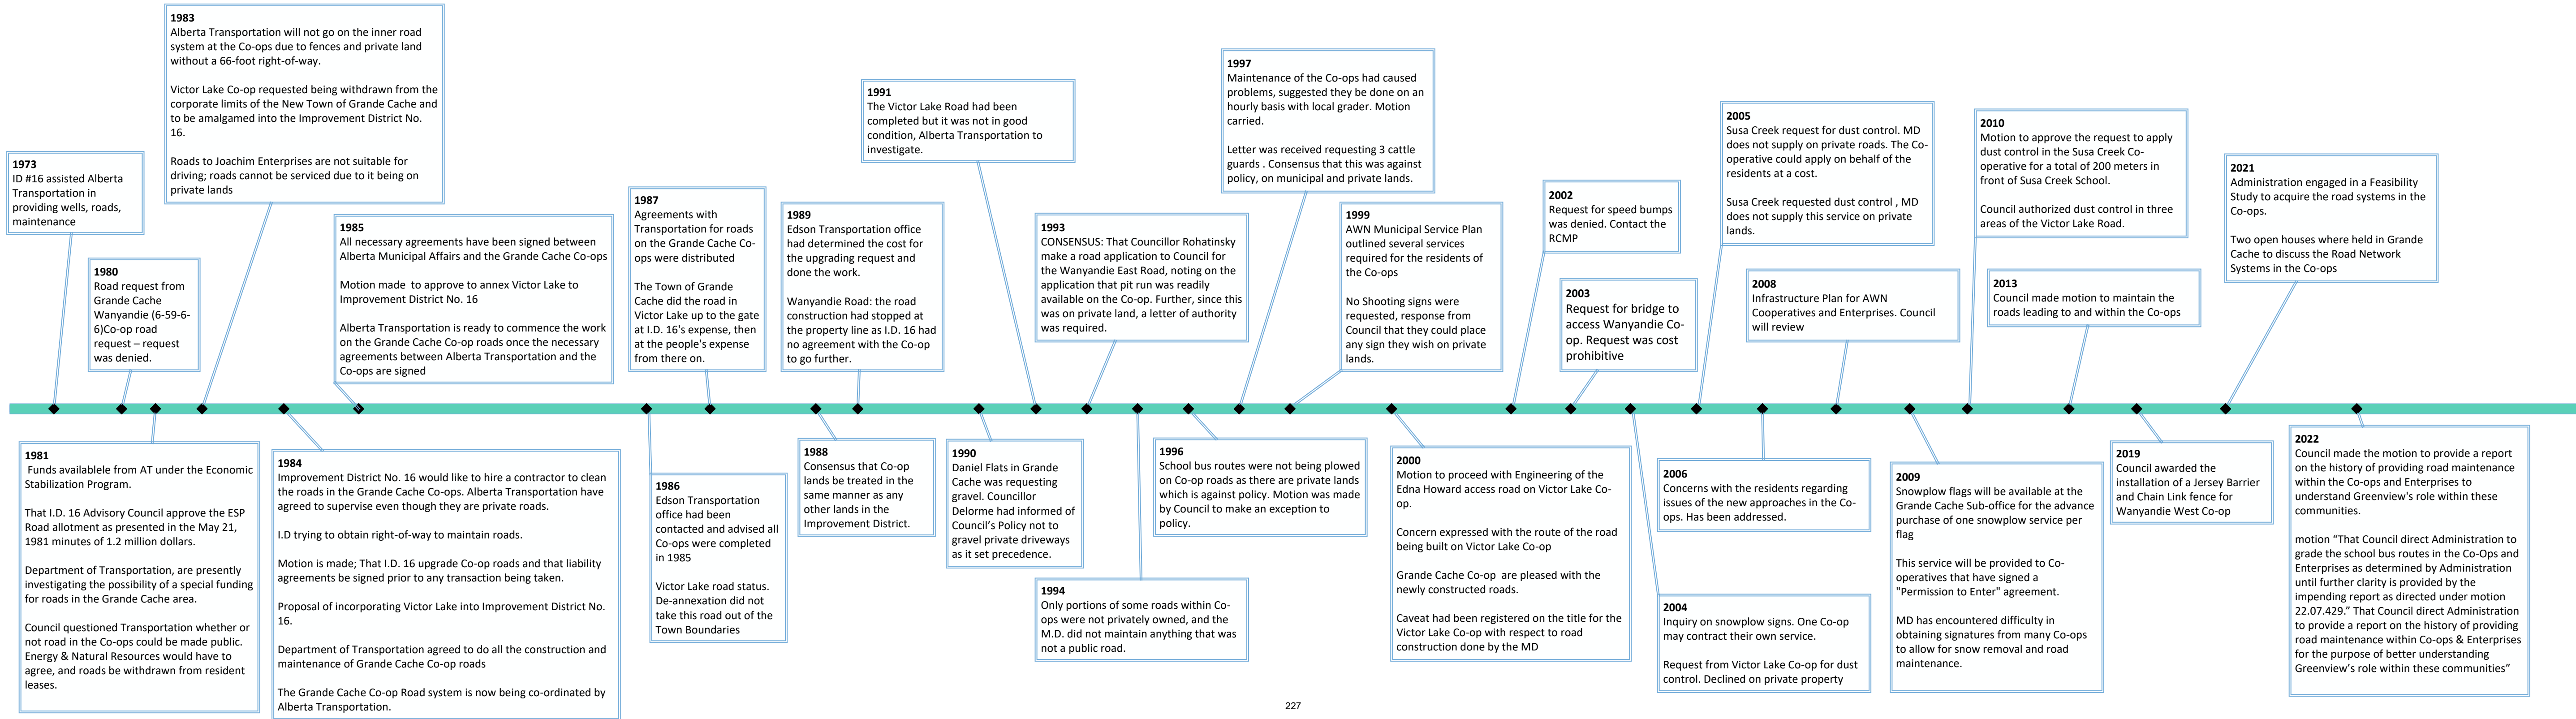 1973
ID #16 assisted Alberta
Transportation in
providing wells, roads,
maintenance
1980
Road request from
Grande Cache
Wanyandie (6-59-6-
6)Co-op road
request – request
was denied.
1981
Funds availablele from AT under the Economic
Stabilization Program.
That I.D. 16 Advisory Council approve the ESP
Road allotment as presented in the May 21,
1981 minutes of 1.2 million dollars.
Department of Transportation, are presently
investigating the possibility of a special funding
for roads in the Grande Cache area.
Council questioned Transportation whether or
not road in the Co-ops could be made public.
Energy & Natural Resources would have to
agree, and roads be withdrawn from resident
leases.
1983
Alberta Transportation will not go on the inner road
system at the Co-ops due to fences and private land
without a 66-foot right-of-way.
Victor Lake Co-op requested being withdrawn from the
corporate limits of the New Town of Grande Cache and
to be amalgamed into the Improvement District No.
16.
Roads to Joachim Enterprises are not suitable for
driving; roads cannot be serviced due to it being on
private lands
1984
Improvement District No. 16 would like to hire a contractor to clean
the roads in the Grande Cache Co-ops. Alberta Transportation have
agreed to supervise even though they are private roads.
I.D trying to obtain right-of-way to maintain roads.
Motion is made; That I.D. 16 upgrade Co-op roads and that liability
agreements be signed prior to any transaction being taken.
Proposal of incorporating Victor Lake into Improvement District No.
16.
Department of Transportation agreed to do all the construction and
maintenance of Grande Cache Co-op roads
The Grande Cache Co-op Road system is now being co-ordinated by
Alberta Transportation.
1985
All necessary agreements have been signed between
Alberta Municipal Affairs and the Grande Cache Co-ops
Motion made  to approve to annex Victor Lake to
Improvement District No. 16
Alberta Transportation is ready to commence the work
on the Grande Cache Co-op roads once the necessary
agreements between Alberta Transportation and the
Co-ops are signed
1986
Edson Transportation
office had been
contacted and advised all
Co-ops were completed
in 1985
Victor Lake road status.
De-annexation did not
take this road out of the
Town Boundaries
1987
Agreements with
Transportation for roads
on the Grande Cache Co-
ops were distributed
The Town of Grande
Cache did the road in
Victor Lake up to the gate
at I.D. 16's expense, then
at the people's expense
from there on.
1988
Consensus that Co-op
lands be treated in the
same manner as any
other lands in the
Improvement District.
1989
Edson Transportation office
had determined the cost for
the upgrading request and
done the work.
Wanyandie Road: the road
construction had stopped at
the property line as I.D. 16 had
no agreement with the Co-op
to go further.
1990
Daniel Flats in Grande
Cache was requesting
gravel. Councillor
Delorme had informed of
Council's Policy not to
gravel private driveways
as it set precedence.
1991
The Victor Lake Road had been
completed but it was not in good
condition, Alberta Transportation to
investigate.
1993
CONSENSUS: That Councillor Rohatinsky
make a road application to Council for
the Wanyandie East Road, noting on the
application that pit run was readily
available on the Co-op. Further, since this
was on private land, a letter of authority
was required.
1994
Only portions of some roads within Co-
ops were not privately owned, and the
M.D. did not maintain anything that was
not a public road.
1996
School bus routes were not being plowed
on Co-op roads as there are private lands
which is against policy. Motion was made
by Council to make an exception to
policy.
1997
Maintenance of the Co-ops had caused
problems, suggested they be done on an
hourly basis with local grader. Motion
carried.
Letter was received requesting 3 cattle
guards . Consensus that this was against
policy, on municipal and private lands.
1999
AWN Municipal Service Plan
outlined several services
required for the residents of
the Co-ops
No Shooting signs were
requested, response from
Council that they could place
any sign they wish on private
lands.
2000
Motion to proceed with Engineering of the
Edna Howard access road on Victor Lake Co-
op.
Concern expressed with the route of the road
being built on Victor Lake Co-op
Grande Cache Co-op  are pleased with the
newly constructed roads.
Caveat had been registered on the title for the
Victor Lake Co-op with respect to road
construction done by the MD
2002
Request for speed bumps
was denied. Contact the
RCMP
2003
Request for bridge to
access Wanyandie Co-
op. Request was cost
prohibitive
2004
Inquiry on snowplow signs. One Co-op
may contract their own service.
Request from Victor Lake Co-op for dust
control. Declined on private property
2005
Susa Creek request for dust control. MD
does not supply on private roads. The Co-
operative could apply on behalf of the
residents at a cost.
Susa Creek requested dust control , MD
does not supply this service on private
lands.
2006
Concerns with the residents regarding
issues of the new approaches in the Co-
ops. Has been addressed.
2008
Infrastructure Plan for AWN
Cooperatives and Enterprises. Council
will review
2009
Snowplow flags will be available at the
Grande Cache Sub-office for the advance
purchase of one snowplow service per
flag
This service will be provided to Co-
operatives that have signed a
"Permission to Enter" agreement.
MD has encountered difficulty in
obtaining signatures from many Co-ops
to allow for snow removal and road
maintenance.
2010
Motion to approve the request to apply
dust control in the Susa Creek Co-
operative for a total of 200 meters in
front of Susa Creek School.
Council authorized dust control in three
areas of the Victor Lake Road.
2013
Council made motion to maintain the
roads leading to and within the Co-ops
2019
Council awarded the
installation of a Jersey Barrier
and Chain Link fence for
Wanyandie West Co-op
2021
Administration engaged in a Feasibility
Study to acquire the road systems in the
Co-ops.
Two open houses where held in Grande
Cache to discuss the Road Network
Systems in the Co-ops
2022
Council made the motion to provide a report
on the history of providing road maintenance
within the Co-ops and Enterprises to
understand Greenview's role within these
communities.
motion “That Council direct Administration to
grade the school bus routes in the Co-Ops and
Enterprises as determined by Administration
until further clarity is provided by the
impending report as directed under motion
22.07.429.” That Council direct Administration
to provide a report on the history of providing
road maintenance within Co-ops & Enterprises
for the purpose of better understanding
Greenview’s role within these communities”
227